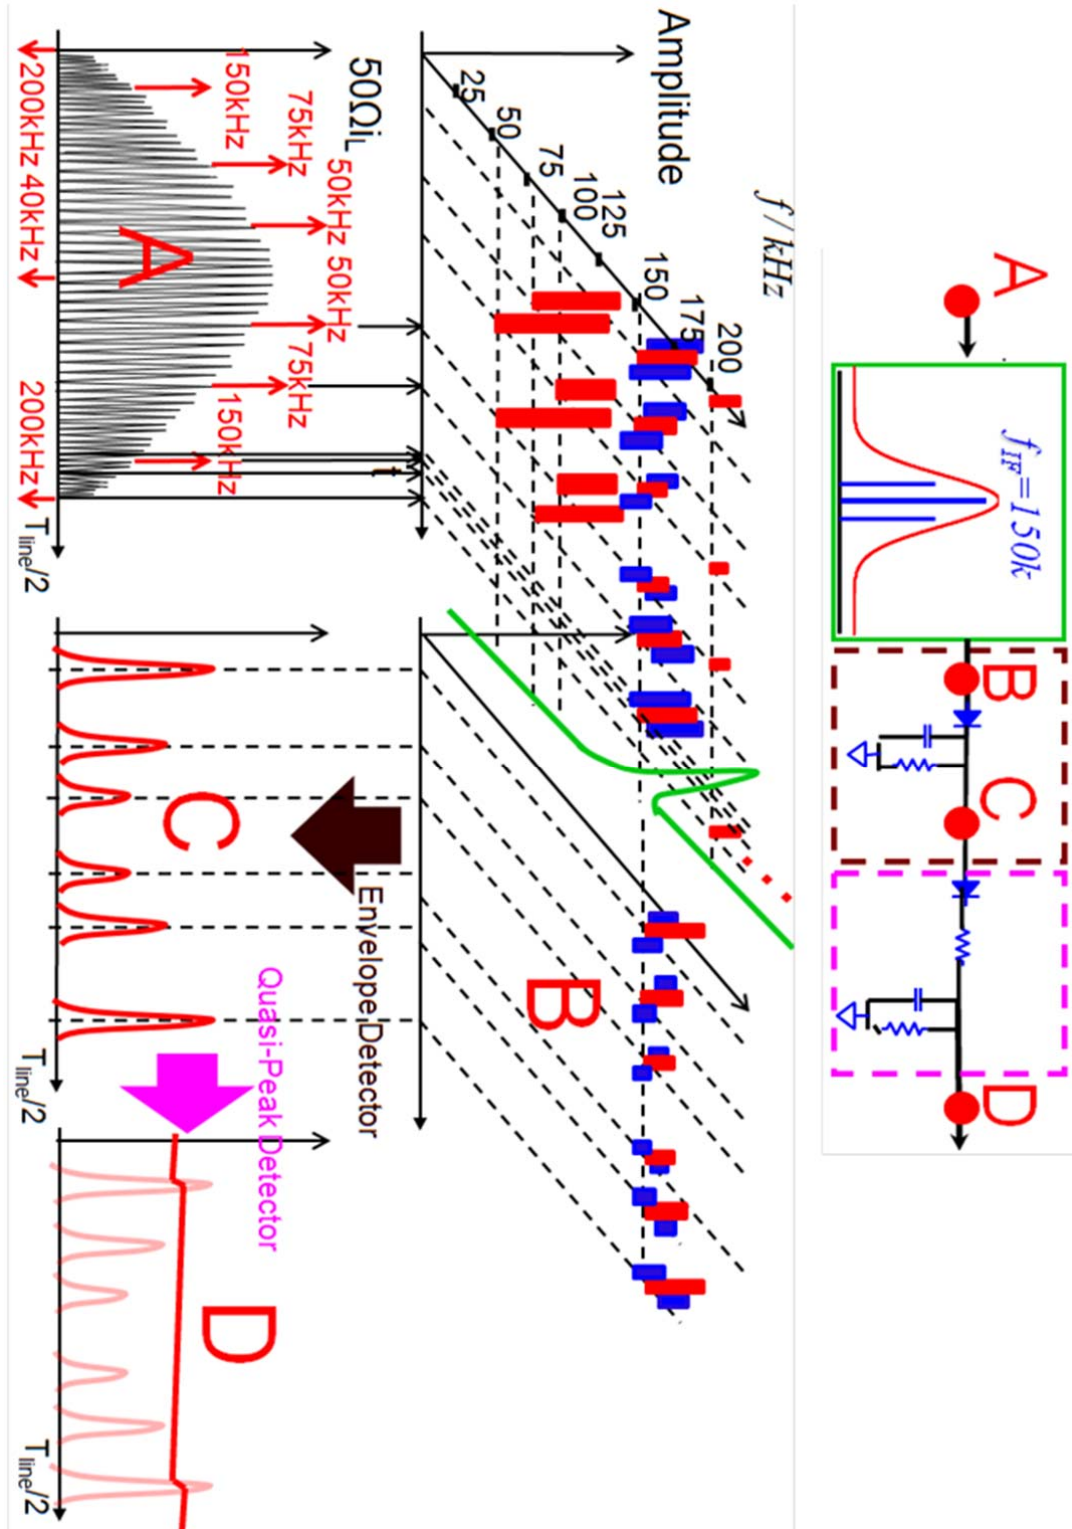 A
f_IF=150k
B
C
D
Amplitude
f/kHz
25
50
75
100
125
150
175
200
50Ωi_L
150kHz
75kHz
50kHz
50kHz
75kHz
150kHz
A
200kHz
40kHz
200kHz
t
T_line/2
B
Envelope Detector
C
T_line/2
Quasi-Peak Detector
D
T_line/2